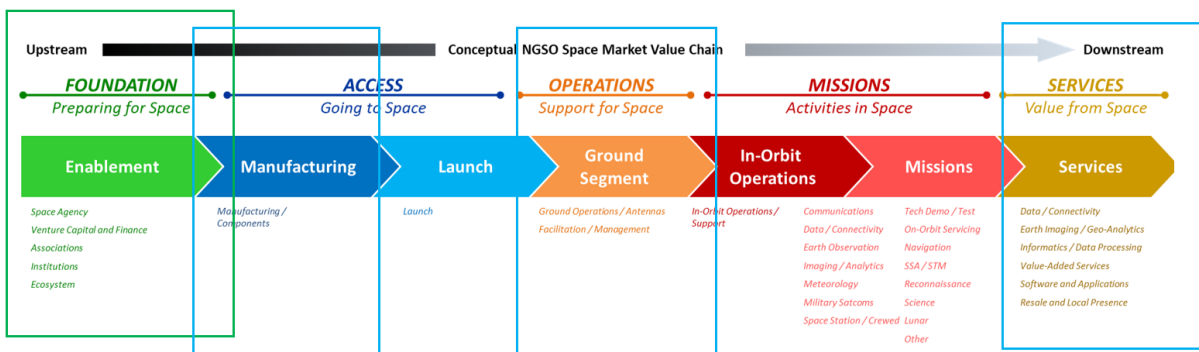 Upstream Conceptual NGSO Space Market Value Chain Downstream
FOUNDATION
Preparing for Space
ACCESS
Going to Space
OPERATIONS
Support for Space
MISSIONS
Activities in Space
SERVICES
Value from Space
Enablement
Manufacturing
Launch
Ground
Segment
In-Orbit
Operations
Missions
Services
Space Agency
Venture Capital and Finance
Associations
Institutions
Ecosystem
Manufacturing /
Components
Launch
Ground Operations / Antennas
Facilitation / Management
In-Orbit Operations /
Support
Communications
Data / Connectivity
Earth Observation
Imaging / Analytics
Meteorology
Military Satcoms
Space Station / Crewed
Tech Demo / Test
On-Orbit Servicing
Navigation
SSA / STM
Reconnaissance
Science
Lunar
Other
Data / Connectivity
Earth Imaging / Geo-Analytics
Informatics / Data Processing
Value-Added Services
Software and Applications
Resale and Local Presence